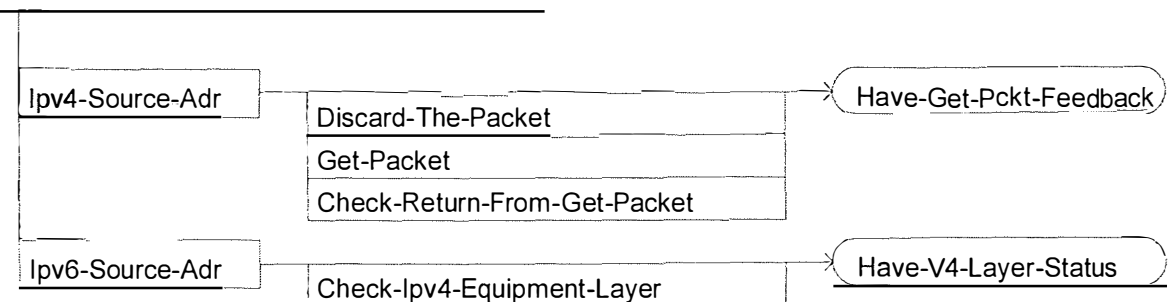 Ipv4-Source-Adr
Discard-The-Packet
Get-Packet
Check-Return-From-Get-Packet
Have-Get-Pckt-Feedback
Ipv6-Source-Adr
Check-Ipv4-Equipment-Layer
Have-V4-Layer-Status